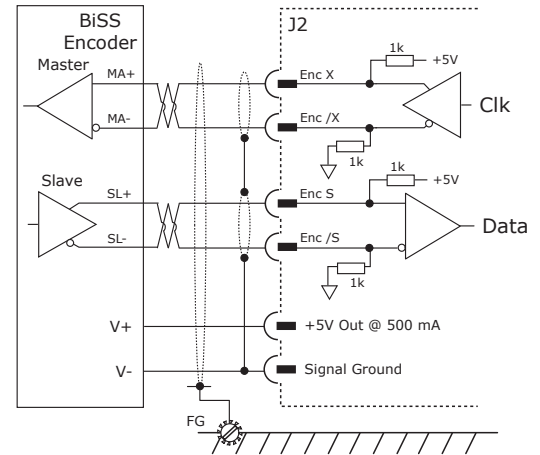 BiSS
Encoder
J2
Master
MA+
Enc X
1k
+5V
Clk
MA-
Enc /X
1k
Slave
SL+
Enc S
1k
+5V
Data
SL-
Enc /S
1k
V+
+5V Out @ 500 mA
V-
Signal Ground
FG